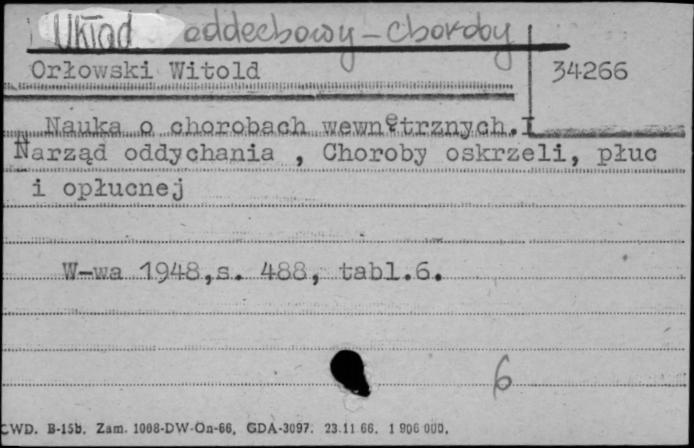 Układ oddechowy - choroby
Orłowski Witold 34266
Nauka o chorobach wewnętrznych. I
Narząd oddychania , Choroby oskrzeli, płuc
i opłucnej
W-wa 1948,s. 488, tabl.6.
6
CWD. B-15b. Zam. 1008-DW-On-66, GDA-3097. 23.11.66. 1 906 000.